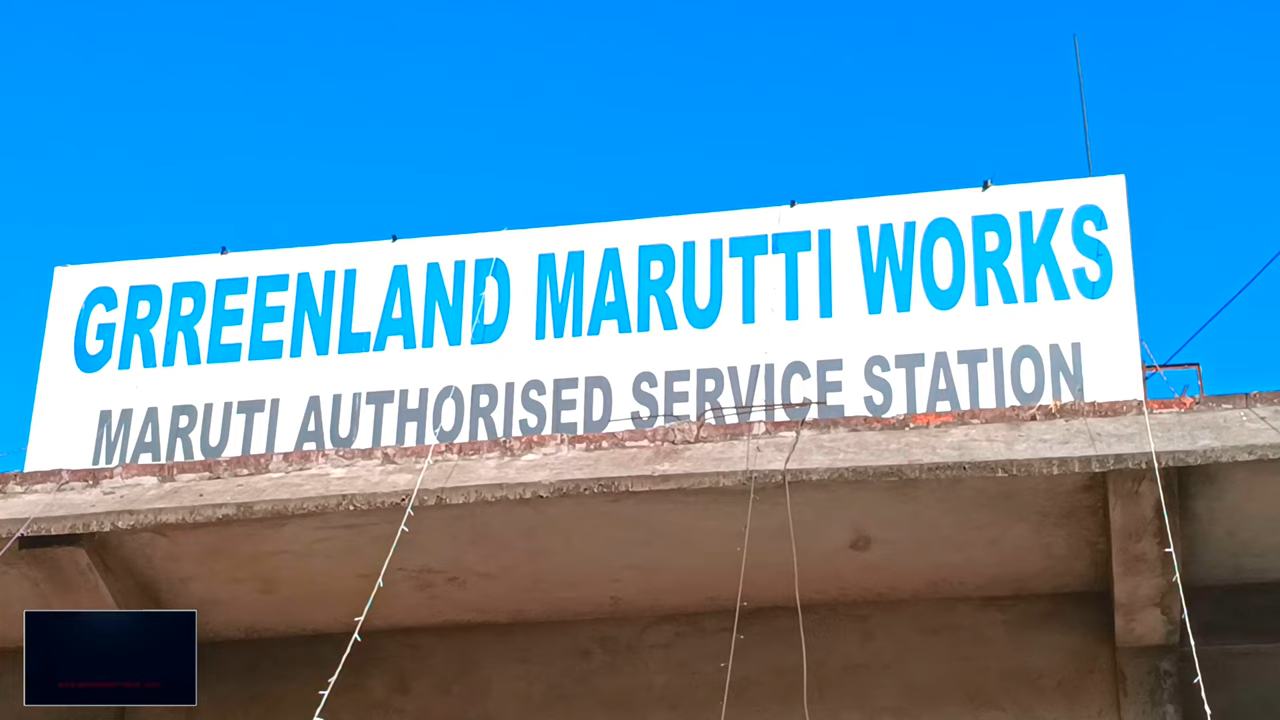 GRREENLAND MARUTTI WORKS
MARUTI AUTHORISED SERVICE STATION